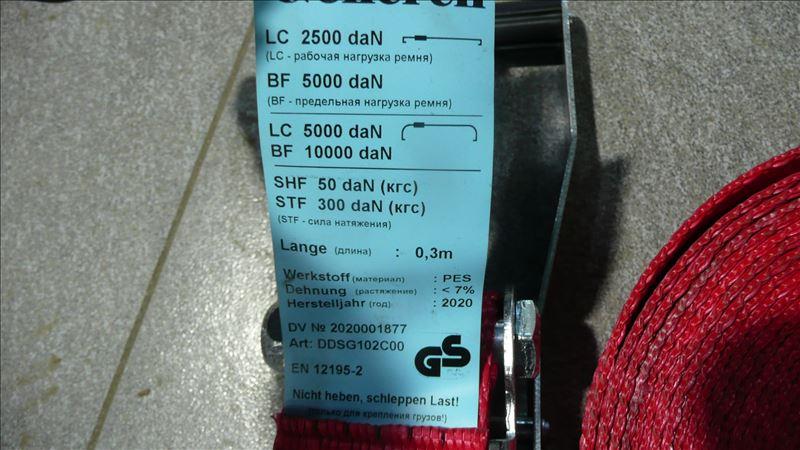 LC 2500 daN
(LC - рабочая нагрузка ремня)
BF 5000 daN
(BF - предельная нагрузка ремня)
LC 5000 daN
BF 10000 daN
SHF 50 daN (кгс)
STF 300 daN (кгс)
(STF - сила натяжения)
Lange (длина) : 0,3m
Werkstoff (материал) : PES
Dehnung (растяжение) : < 7%
Herstelljahr (год) : 2020
DV № 2020001877
Art: DDSG102C00
GS
EN 12195-2
Nicht heben, schleppen Last!
(только для крепления грузов!)